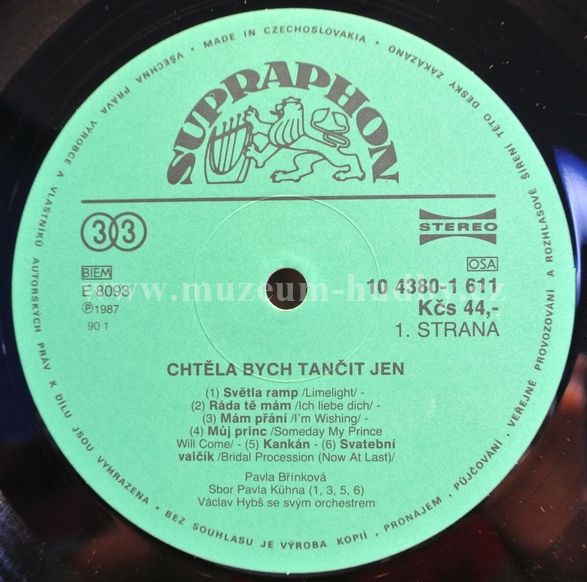 MADE IN CZECHOSLOVAKIA • VŠECHNA PRÁVA VÝROBCE A VLASTNÍKŮ AUTORSKÝCH PRÁV K DÍLU JSOU VYHRAZENA • BEZ SOUHLASU JE VÝROBA KOPIÍ, PRONÁJEM, PŮJČOVÁNÍ, VEŘEJNÉ PROVOZOVÁNÍ A ROZHLASOVÉ ŠÍŘENÍ TÉTO DESKY ZAKÁZÁNO •
SUPRAPHON
33
STEREO
BIEM
OSA
E 8093
10 4380-1 611
℗ 1987
Kčs 44,-
90 1
1. STRANA
www.muzeum-hudby.cz
CHTĚLA BYCH TANČIT JEN
(1) Světla ramp /Limelight/ -
(2) Ráda tě mám /Ich liebe dich/ -
(3) Mám přání /I'm Wishing/ -
(4) Můj princ /Someday My Prince
Will Come/ - (5) Kankán - (6) Svatební
valčík /Bridal Procession (Now At Last)/
Pavla Břínková
Sbor Pavla Kühna (1, 3, 5, 6)
Václav Hybš se svým orchestrem